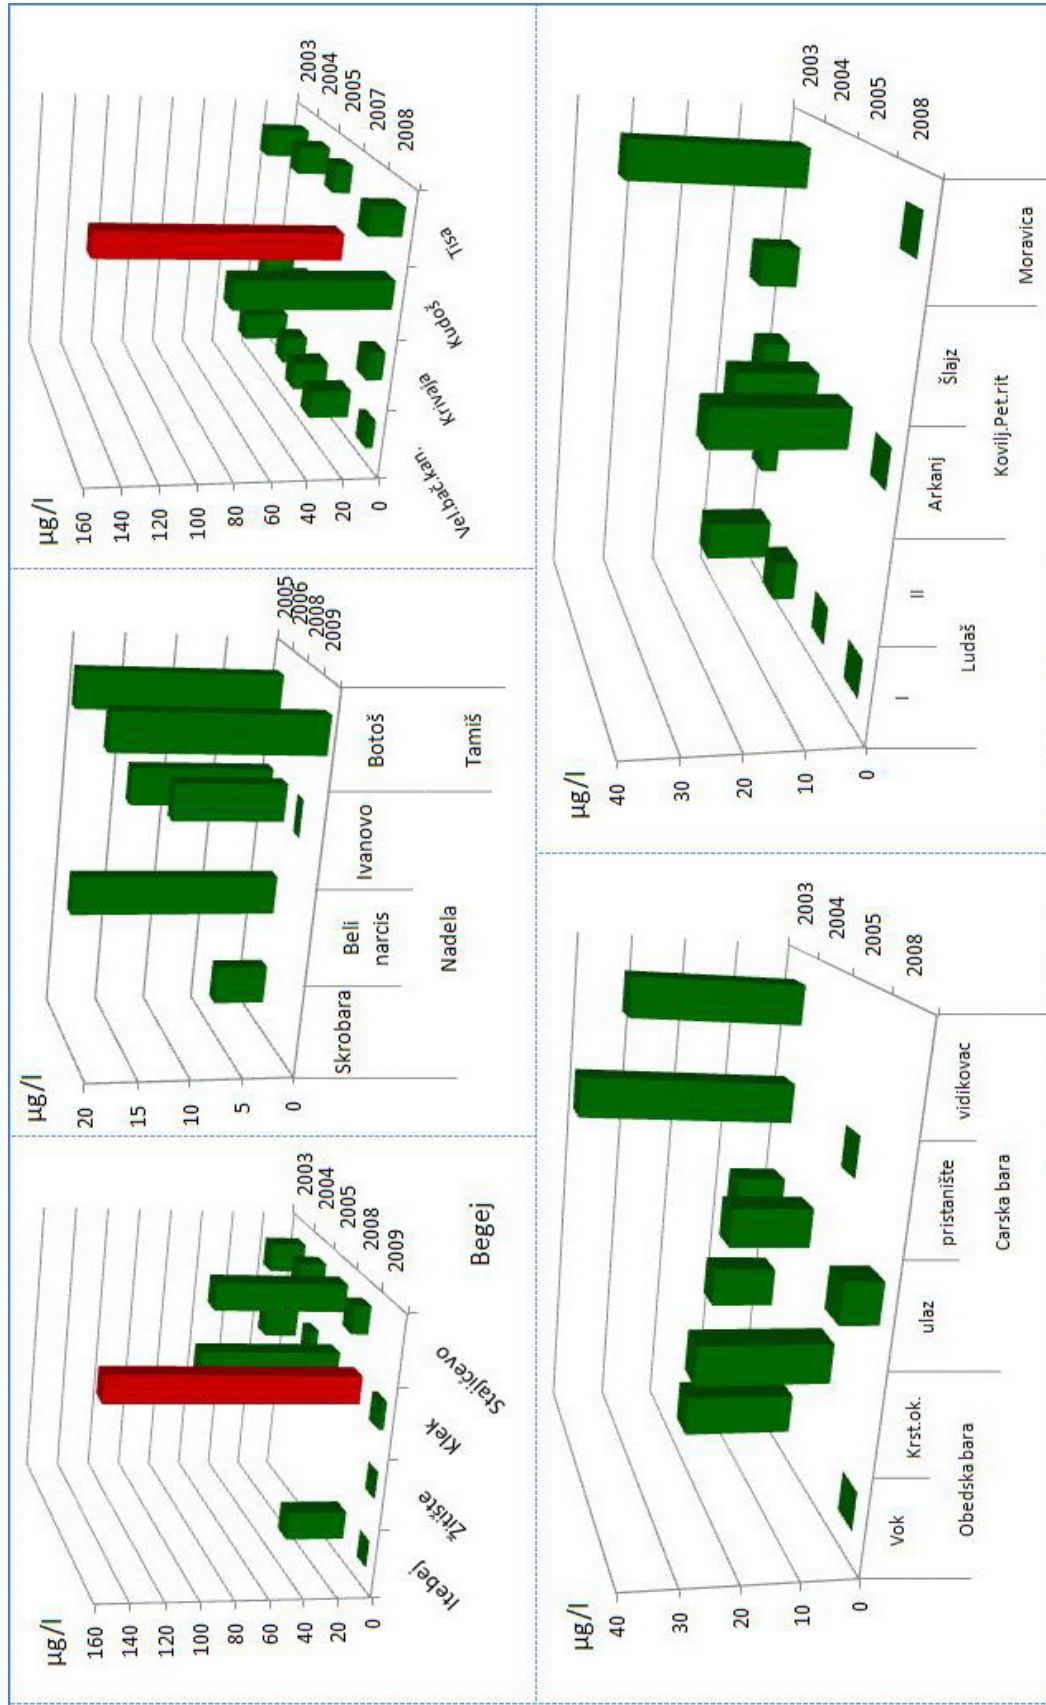 µg/l
160
140
120
100
80
60
40
20
0
Itebej
Žitište
Klek
Stajićevo
2003
2004
2005
2008
2009
Begej
µg/l
20
15
10
5
0
Skrobara
Beli
narcis
Ivanovo
Botoš
Nadela
Tamiš
2005
2006
2008
2009
µg/l
160
140
120
100
80
60
40
20
0
Vel.bač.kan.
Krivaja
Kudoš
Tisa
2003
2004
2005
2007
2008
µg/l
40
30
20
10
0
Vok
Krst.ok.
ulaz
pristanište
vidikovac
Obedska bara
Carska bara
2003
2004
2005
2008
µg/l
40
30
20
10
0
I
II
Arkanj
Šlajz
Moravica
Ludaš
Kovilj.Pet.rit
2003
2004
2005
2008